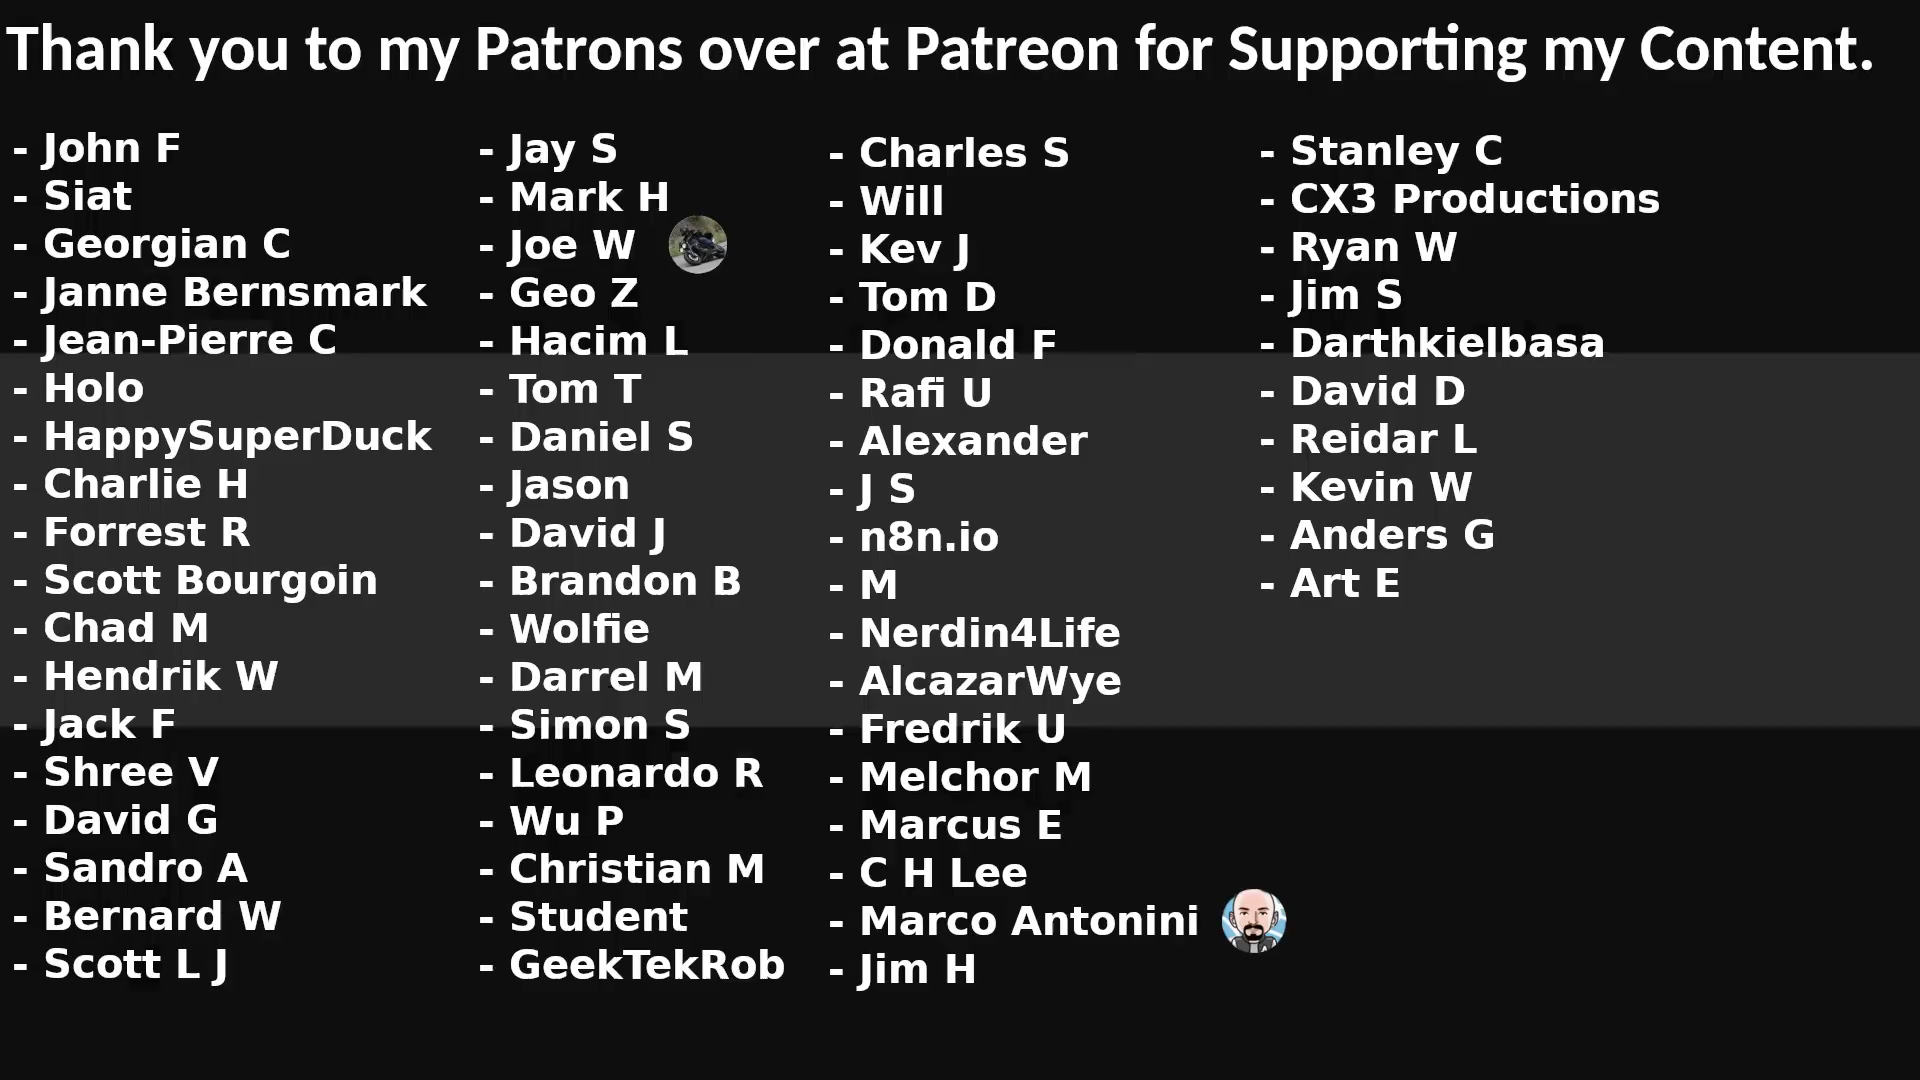 Thank you to my Patrons over at Patreon for Supporting my Content.
- John F
- Siat
- Georgian C
- Janne Bernsmark
- Jean-Pierre C
- Holo
- HappySuperDuck
- Charlie H
- Forrest R
- Scott Bourgoin
- Chad M
- Hendrik W
- Jack F
- Shree V
- David G
- Sandro A
- Bernard W
- Scott L J
- Jay S
- Mark H
- Joe W
- Geo Z
- Hacim L
- Tom T
- Daniel S
- Jason
- David J
- Brandon B
- Wolfie
- Darrel M
- Simon S
- Leonardo R
- Wu P
- Christian M
- Student
- GeekTekRob
- Charles S
- Will
- Kev J
- Tom D
- Donald F
- Rafi U
- Alexander
- J S
- n8n.io
- M
- Nerdin4Life
- AlcazarWye
- Fredrik U
- Melchor M
- Marcus E
- C H Lee
- Marco Antonini
- Jim H
- Stanley C
- CX3 Productions
- Ryan W
- Jim S
- Darthkielbasa
- David D
- Reidar L
- Kevin W
- Anders G
- Art E